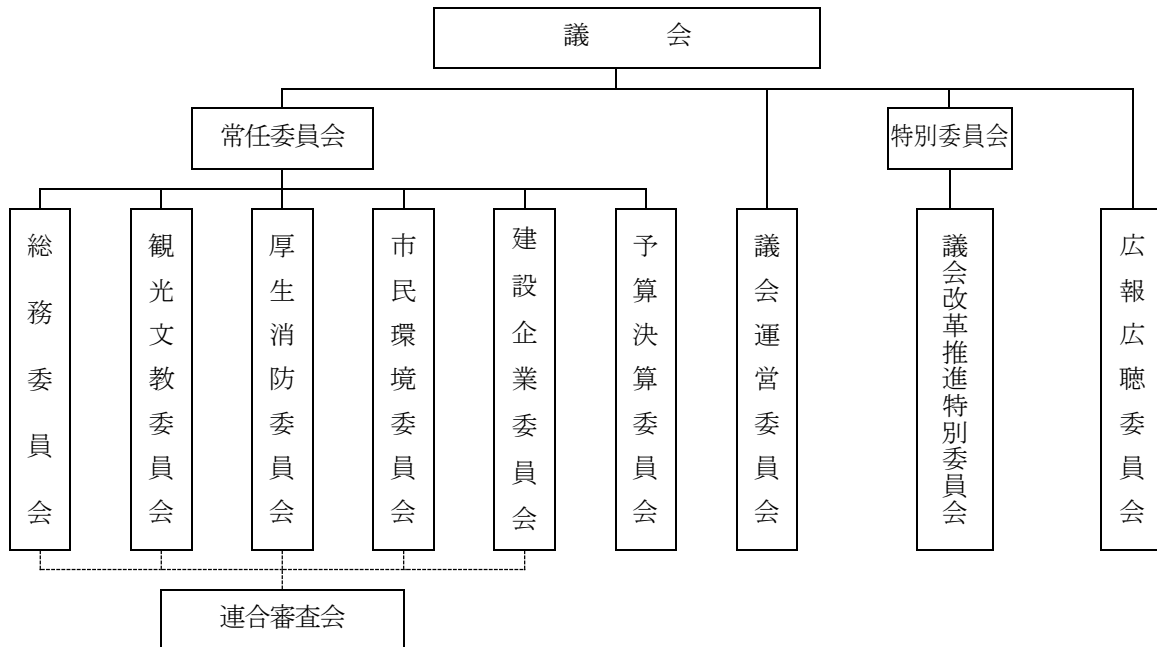 議会
常任委員会
特別委員会
総務委員会
観光文教委員会
厚生消防委員会
市民環境委員会
建設企業委員会
予算決算委員会
議会運営委員会
議会改革推進特別委員会
広報広聴委員会
連合審査会